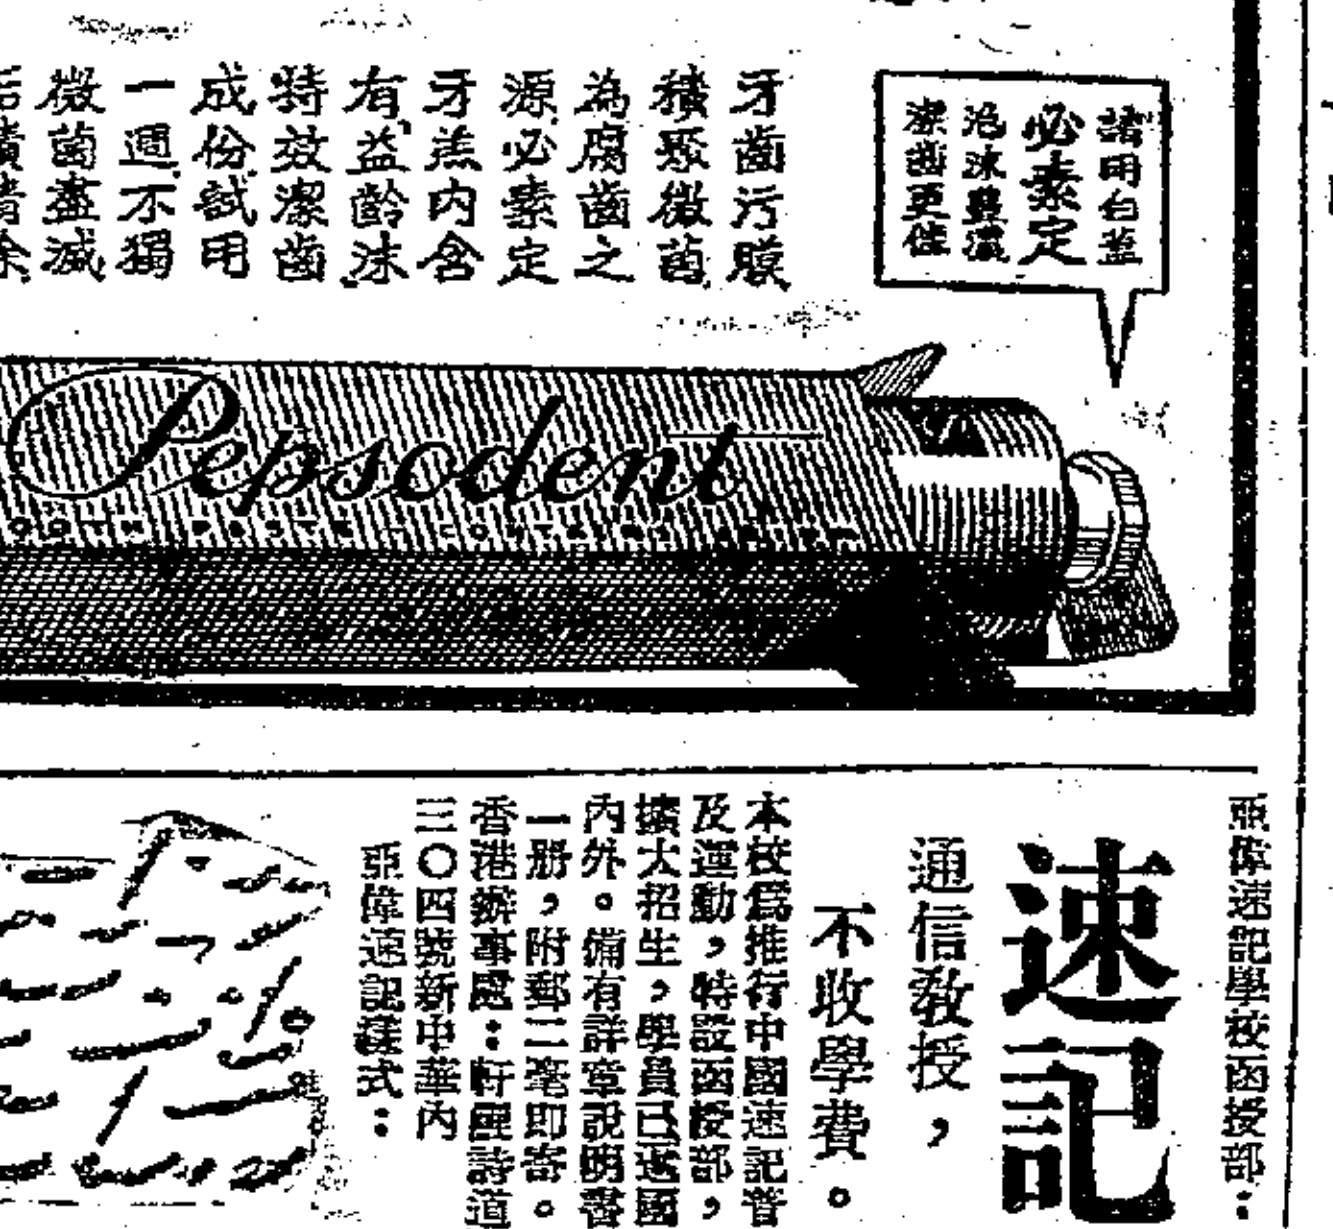 諸用白盖
必素定
泡沫豐濃
潔齒更佳
牙齒污膜
積聚微菌
為腐齒之
源必素定
牙羔内含
有益齡沫
特效潔齒
成份試用
一週不獨
微菌盡滅
Pepsodent
亞偉速記學校函授部：
速記
通信教授，
不收學費。
本校爲推行中國速記普
及運動，特設函授部，
擴大招生，學員已遍國
內外。備有詳章說明書
一册，附郵二毫即寄。
香港辦事處：軒鯉詩道
三〇四號新中華內
亞偉速記樣式：